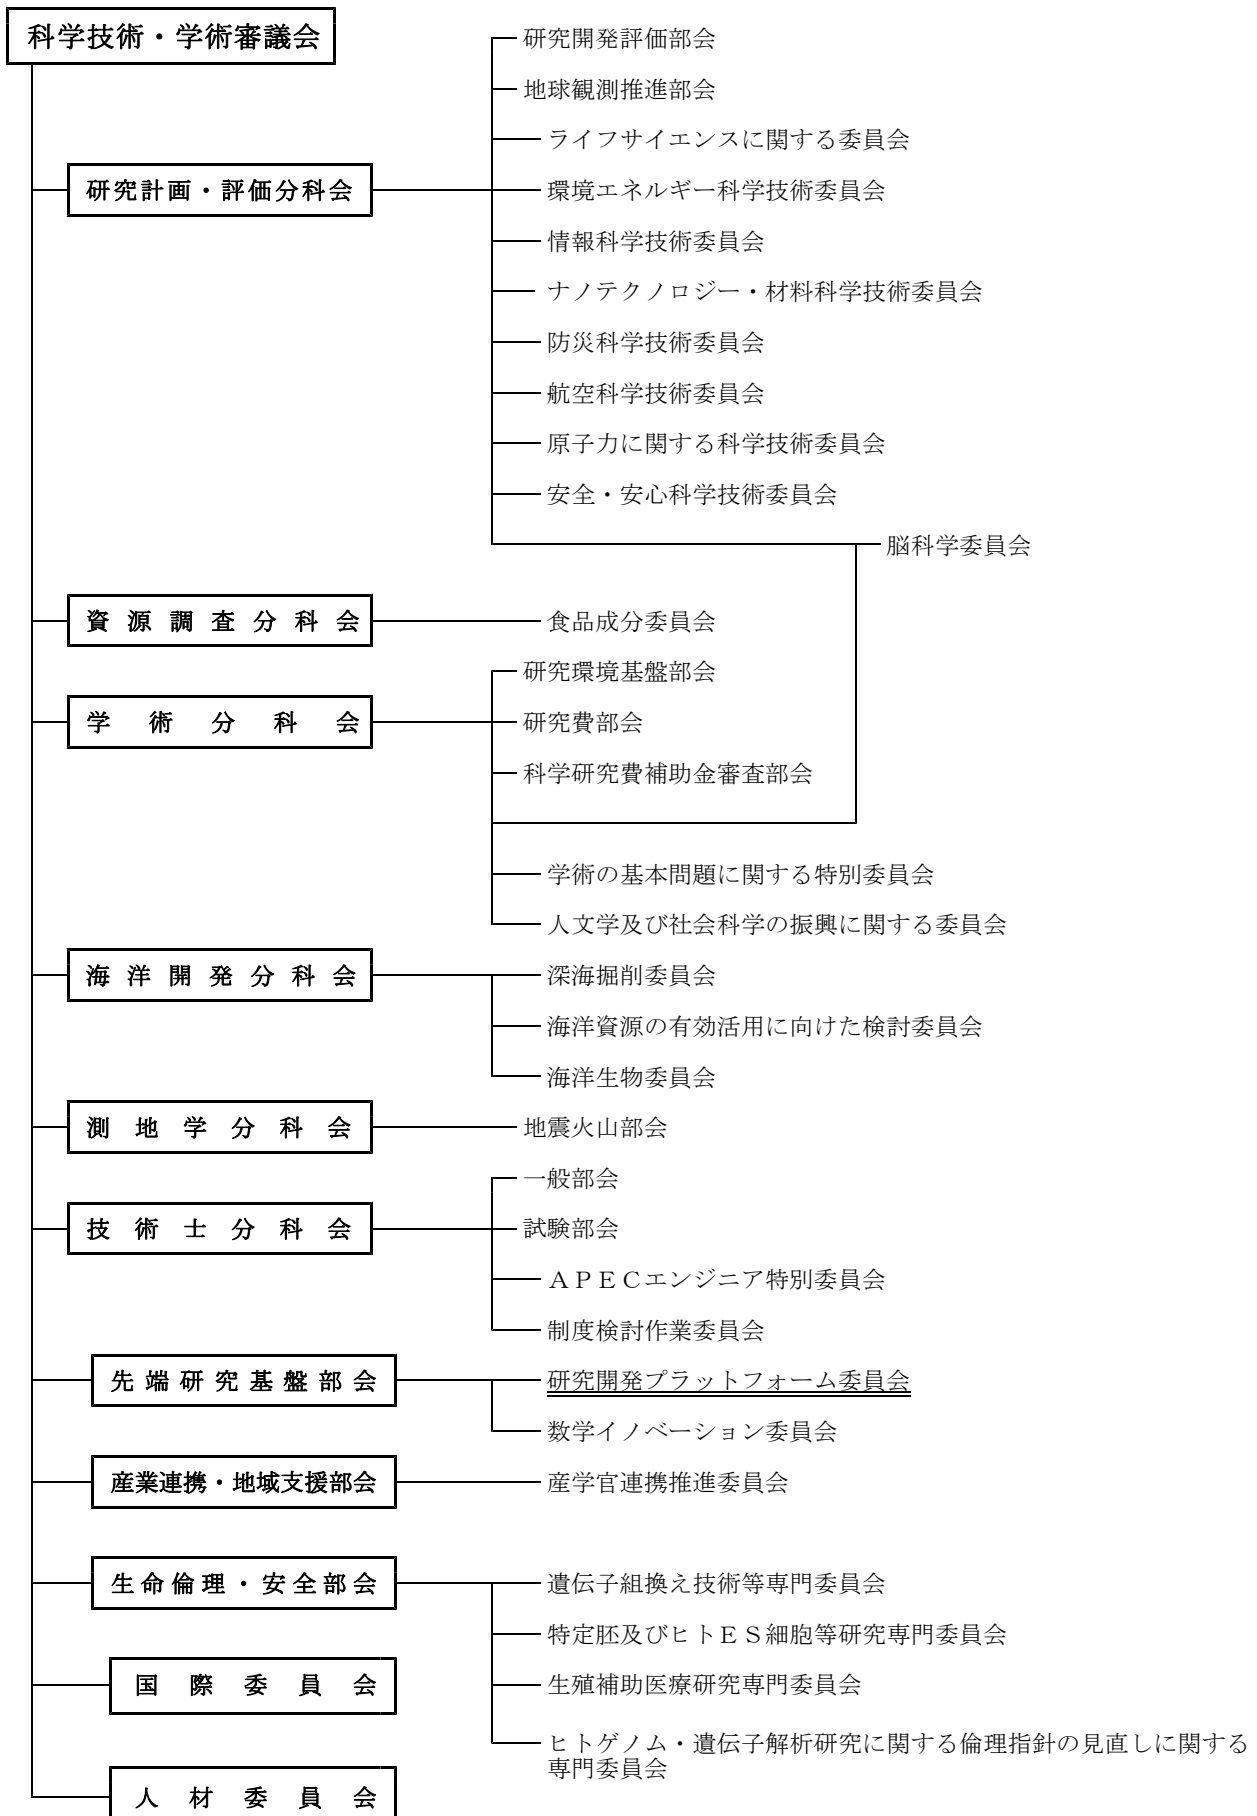 科学技術・学術審議会
研究計画・評価分科会
研究開発評価部会
地球観測推進部会
ライフサイエンスに関する委員会
環境エネルギー科学技術委員会
情報科学技術委員会
ナノテクノロジー・材料科学技術委員会
防災科学技術委員会
航空科学技術委員会
原子力に関する科学技術委員会
安全・安心科学技術委員会
脳科学委員会
資源調査分科会
食品成分委員会
学術分科会
研究環境基盤部会
研究費部会
科学研究費補助金審査部会
学術の基本問題に関する特別委員会
人文学及び社会科学の振興に関する委員会
海洋開発分科会
深海掘削委員会
海洋資源の有効活用に向けた検討委員会
海洋生物委員会
測地学分科会
地震火山部会
技術士分科会
一般部会
試験部会
ＡＰＥＣエンジニア特別委員会
制度検討作業委員会
先端研究基盤部会
研究開発プラットフォーム委員会
数学イノベーション委員会
産業連携・地域支援部会
産学官連携推進委員会
生命倫理・安全部会
遺伝子組換え技術等専門委員会
特定胚及びヒトＥＳ細胞等研究専門委員会
生殖補助医療研究専門委員会
ヒトゲノム・遺伝子解析研究に関する倫理指針の見直しに関する
専門委員会
国際委員会
人材委員会